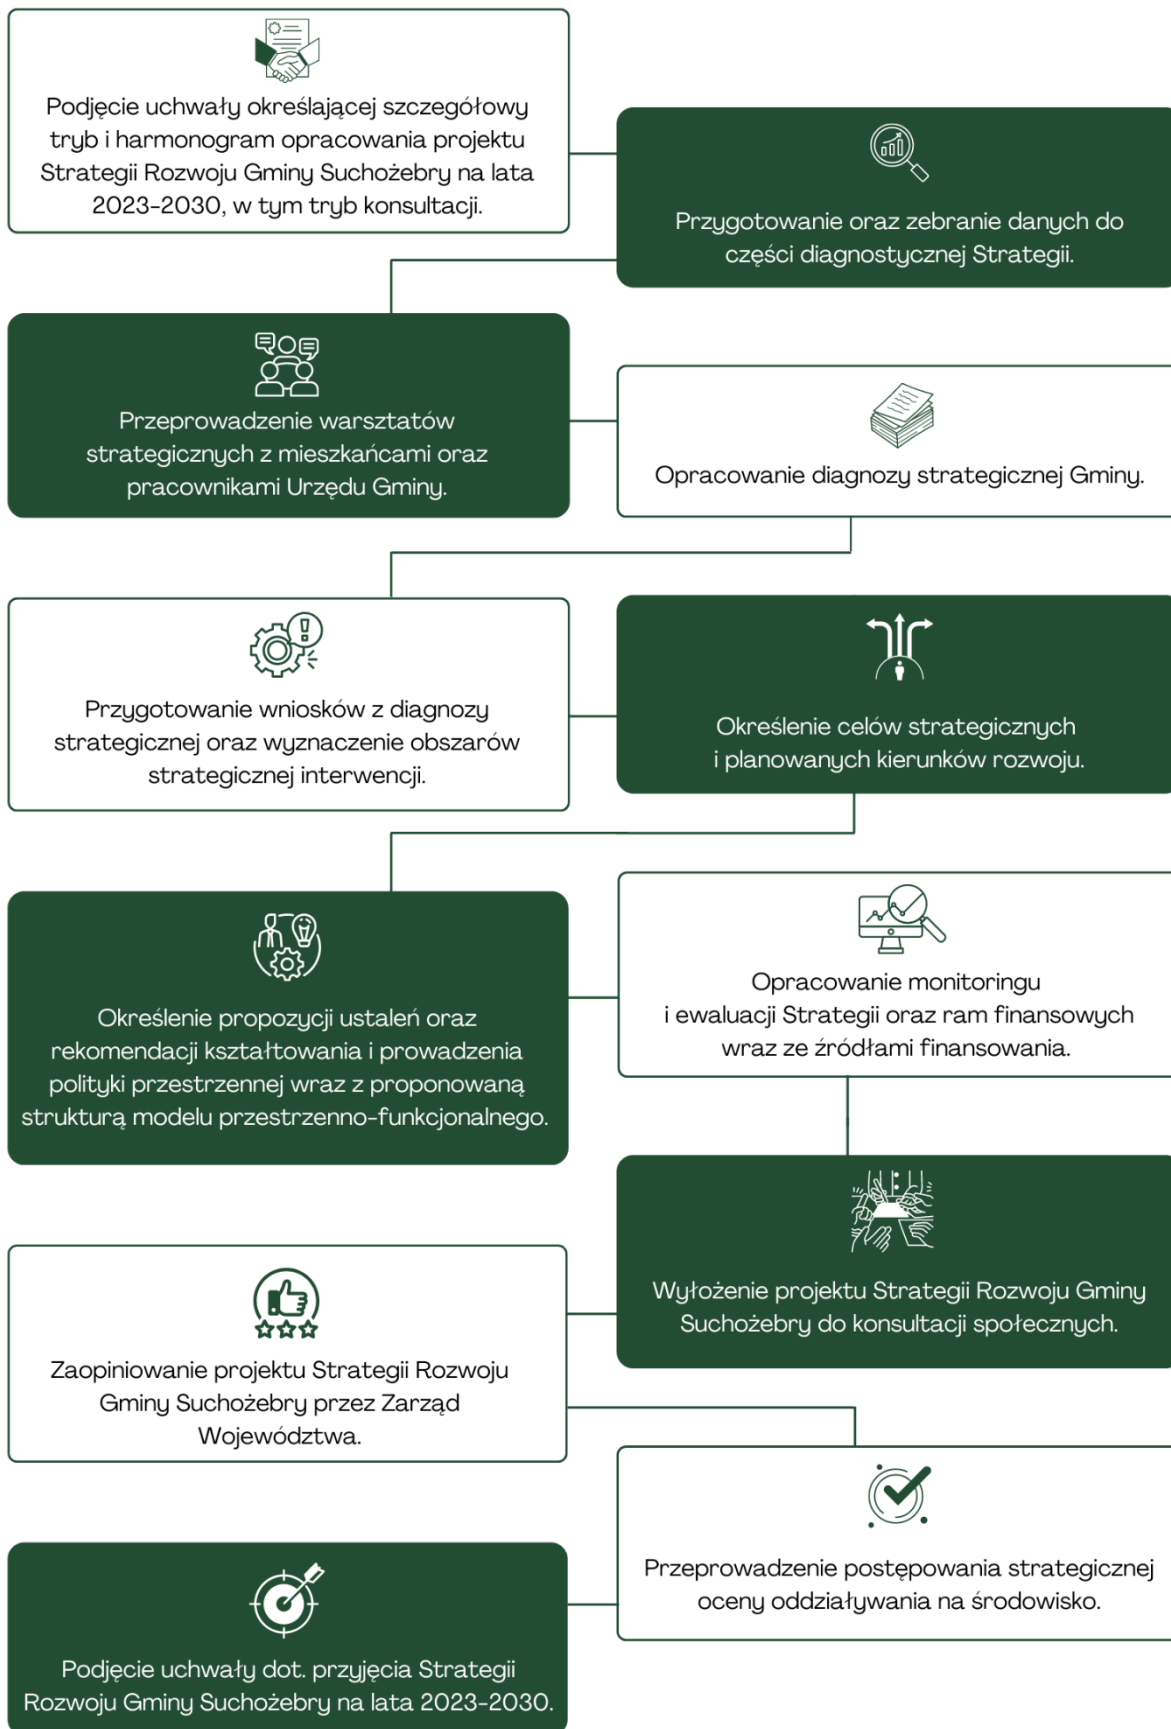 Podjęcie uchwały określającej szczegółowy
tryb i harmonogram opracowania projektu
Strategii Rozwoju Gminy Suchożebry na lata
2023-2030, w tym tryb konsultacji.
Przygotowanie oraz zebranie danych do
części diagnostycznej Strategii.
Przeprowadzenie warsztatów
strategicznych z mieszkańcami oraz
pracownikami Urzędu Gminy.
Opracowanie diagnozy strategicznej Gminy.
Przygotowanie wniosków z diagnozy
strategicznej oraz wyznaczenie obszarów
strategicznej interwencji.
Określenie celów strategicznych
i planowanych kierunków rozwoju.
Określenie propozycji ustaleń oraz
rekomendacji kształtowania i prowadzenia
polityki przestrzennej wraz z proponowaną
strukturą modelu przestrzenno-funkcjonalnego.
Opracowanie monitoringu
i ewaluacji Strategii oraz ram finansowych
wraz ze źródłami finansowania.
Wyłożenie projektu Strategii Rozwoju Gminy
Suchożebry do konsultacji społecznych.
Zaopiniowanie projektu Strategii Rozwoju
Gminy Suchożebry przez Zarząd
Województwa.
Przeprowadzenie postępowania strategicznej
oceny oddziaływania na środowisko.
Podjęcie uchwały dot. przyjęcia Strategii
Rozwoju Gminy Suchożebry na lata 2023-2030.